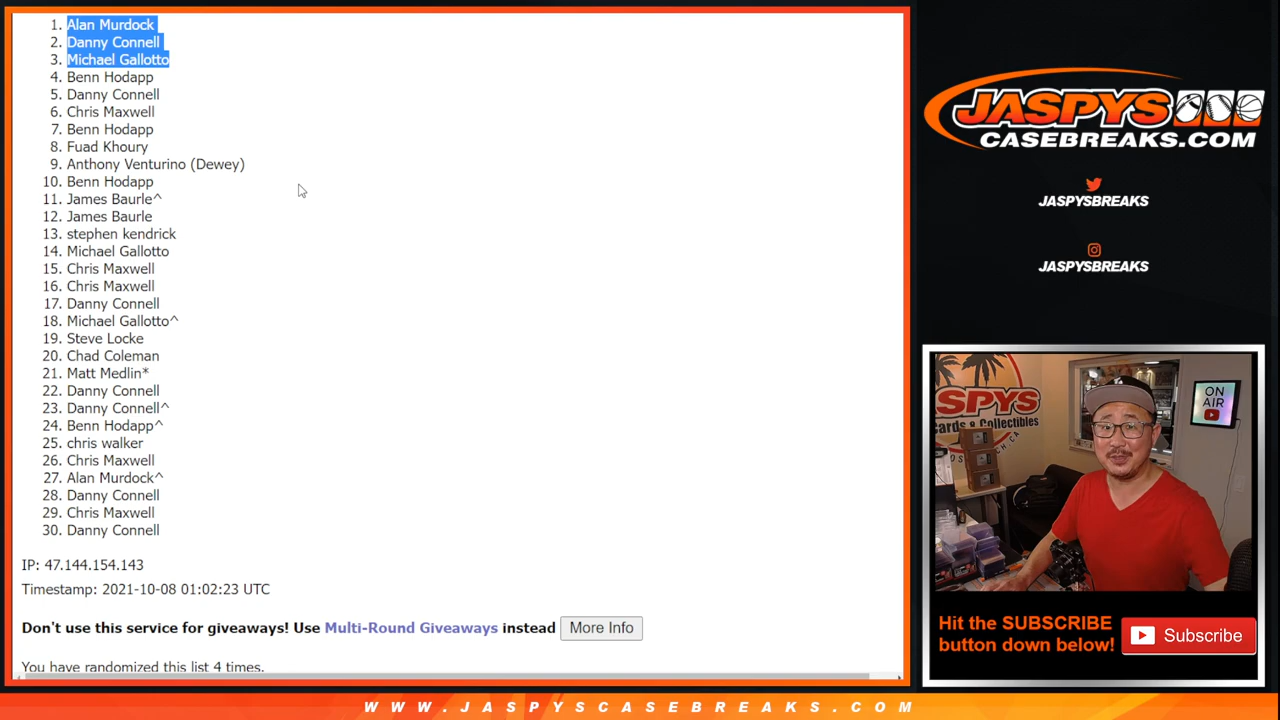 1. Alan Murdock
2. Danny Connell
3. Michael Gallotto
4. Benn Hodapp
5. Danny Connell
6. Chris Maxwell
7. Benn Hodapp
8. Fuad Khoury
9. Anthony Venturino (Dewey)
10. Benn Hodapp
11. James Baurle^
12. James Baurle
13. stephen kendrick
14. Michael Gallotto
15. Chris Maxwell
16. Chris Maxwell
17. Danny Connell
18. Michael Gallotto^
19. Steve Locke
20. Chad Coleman
21. Matt Medlin*
22. Danny Connell
23. Danny Connell^
24. Benn Hodapp^
25. chris walker
26. Chris Maxwell
27. Alan Murdock^
28. Danny Connell
29. Chris Maxwell
30. Danny Connell
IP: 47.144.154.143
Timestamp: 2021-10-08 01:02:23 UTC
Don't use this service for giveaways! Use Multi-Round Giveaways instead More Info
You have randomized this list 4 times.
JASPYS
CASEBREAKS.COM
JASPYSBREAKS
JASPYSBREAKS
ON
AIR
ASPYS
Cards & Collectibles
Hit the SUBSCRIBE
button down below!
Subscribe
WWW.JASPYSCASEBREAKS.COM